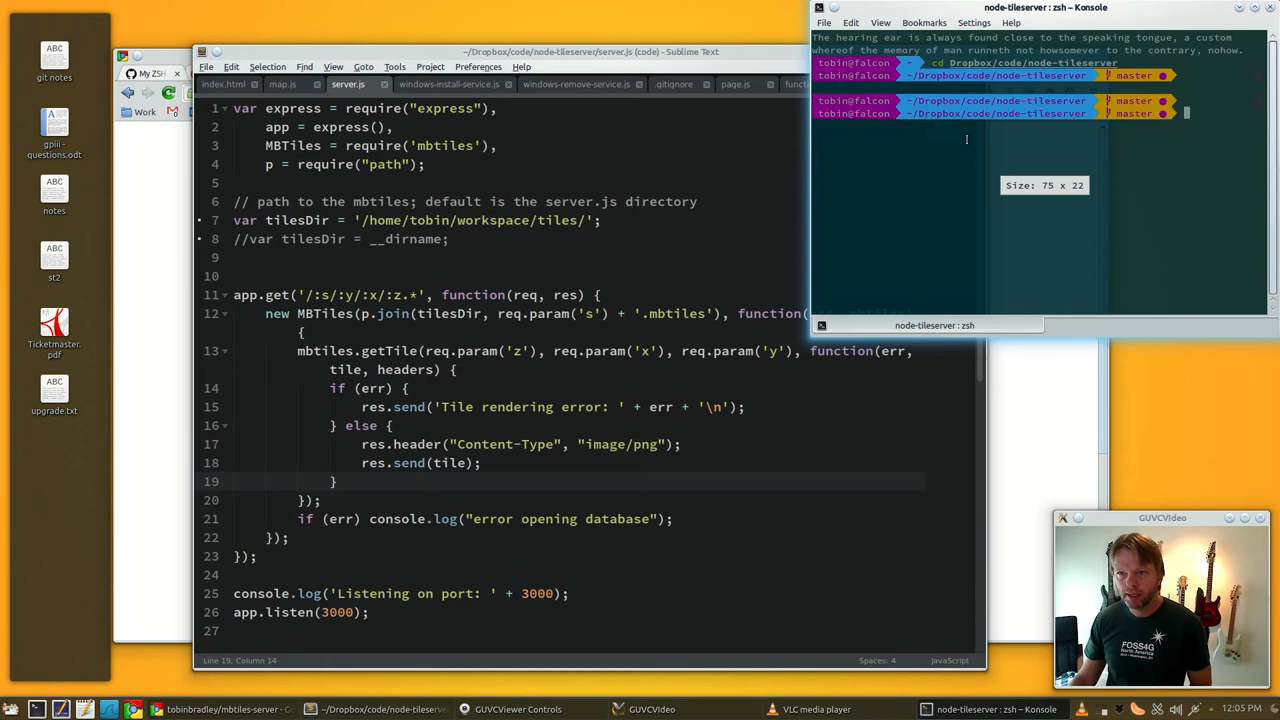 git notes
gpiii - questions.odt
notes
st2
Ticketmaster.pdf
upgrade.txt
My ZSH
Work
~/Dropbox/code/node-tileserver/server.js (code) - Sublime Text
File Edit Selection Find View Goto Tools Project Preferences Help
index.html map.js server.js windows-install-service.js windows-remove-service.js .gitignore page.js
1 var express = require("express"),
2 app = express(),
3 MBTiles = require('mbtiles'),
4 p = require("path");
5
6 // path to the mbtiles; default is the server.js directory
7 var tilesDir = '/home/tobin/workspace/tiles/';
8 //var tilesDir = __dirname;
9
10
11 app.get('/:s/:y/:x/:z.*', function(req, res) {
12 new MBTiles(p.join(tilesDir, req.param('s') + '.mbtiles'), function(err, mbtiles)
{
13 mbtiles.getTile(req.param('z'), req.param('x'), req.param('y'), function(err,
tile, headers) {
14 if (err) {
15 res.send('Tile rendering error: ' + err + '\n');
16 } else {
17 res.header("Content-Type", "image/png");
18 res.send(tile);
19 }
20 });
21 if (err) console.log("error opening database");
22 });
23 });
24
25 console.log('Listening on port: ' + 3000);
26 app.listen(3000);
27
Line 19, Column 14 Spaces: 4 JavaScript
node-tileserver : zsh – Konsole
File Edit View Bookmarks Settings Help
The hearing ear is always found close to the speaking tongue, a custom
whereof the memory of man runneth not howsomever to the contrary, nohow.
tobin@falcon ~ cd Dropbox/code/node-tileserver
tobin@falcon ~/Dropbox/code/node-tileserver master
tobin@falcon ~/Dropbox/code/node-tileserver master
tobin@falcon ~/Dropbox/code/node-tileserver master
Size: 75 x 22
node-tileserver : zsh
GUVCVideo
FOSS4G
North America
tobinbradley/mbtiles-server - G
~/Dropbox/code/node-tileserve
GUVCViewer Controls
GUVCVideo
VLC media player
node-tileserver : zsh – Konsole
12:05 PM